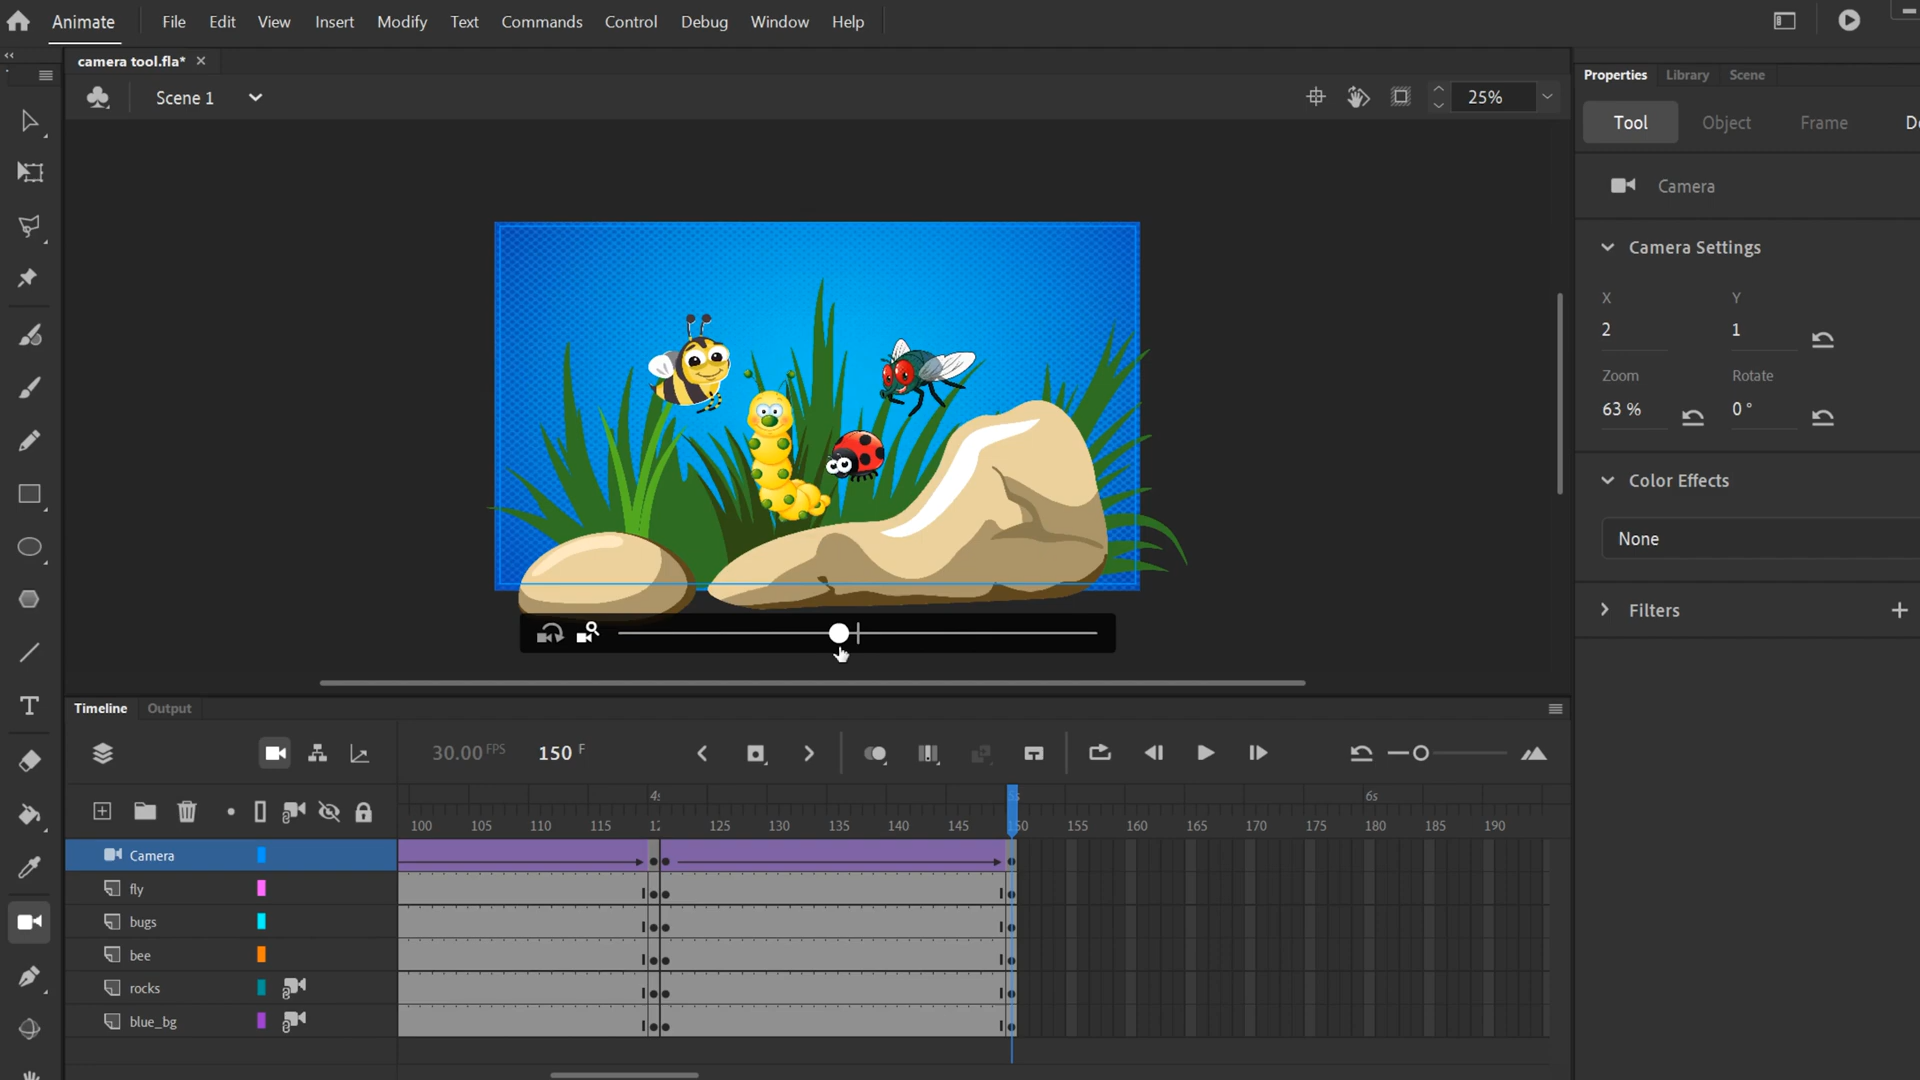 Animate File Edit View Insert Modify Text Commands Control Debug Window Help
camera tool.fla*
Scene 1 25%
Properties Library Scene
Tool Object Frame
Camera
Camera Settings
X Y
2 1
Zoom Rotate
63 % 0 °
Color Effects
None
Filters
Timeline Output
30.00 FPS 150 F
4s 5s 6s
100 105 110 115 125 130 135 140 145 150 155 160 165 170 175 180 185 190
Camera
fly
bugs
bee
rocks
blue_bg